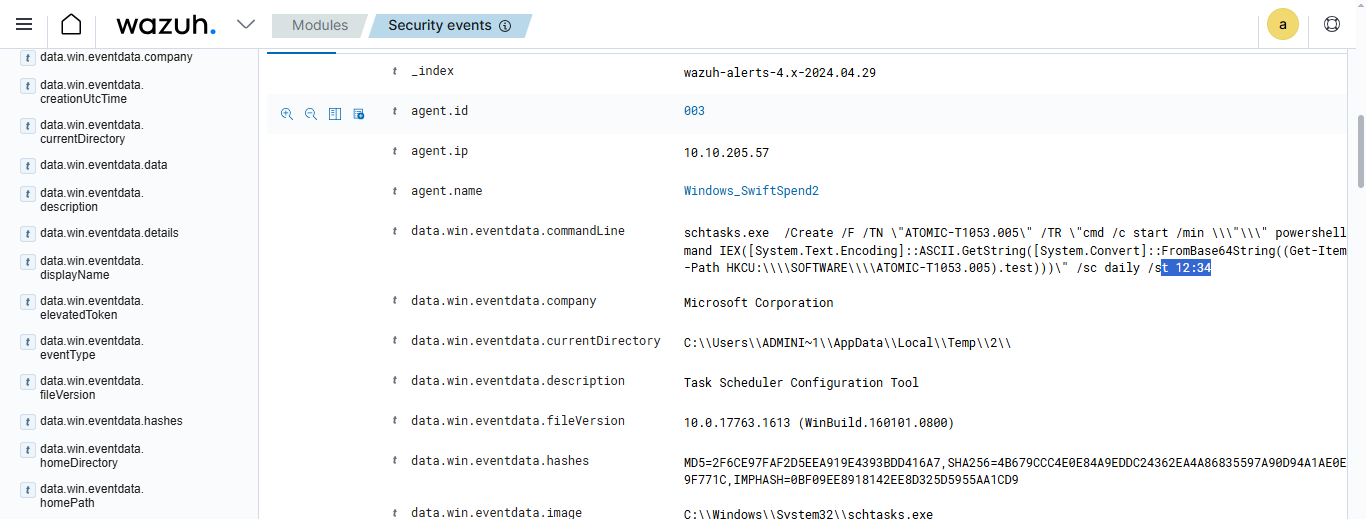 wazuh.
Modules
Security events
a
t data.win.eventdata.company
t data.win.eventdata.
creationUtcTime
t data.win.eventdata.
currentDirectory
t data.win.eventdata.data
t data.win.eventdata.
description
t data.win.eventdata.details
t data.win.eventdata.
displayName
t data.win.eventdata.
elevatedToken
t data.win.eventdata.
eventType
t data.win.eventdata.
fileVersion
t data.win.eventdata.hashes
t data.win.eventdata.
homeDirectory
t data.win.eventdata.
homePath
t _index wazuh-alerts-4.x-2024.04.29
t agent.id 003
t agent.ip 10.10.205.57
t agent.name Windows_SwiftSpend2
t data.win.eventdata.commandLine schtasks.exe  /Create /F /TN \"ATOMIC-T1053.005\" /TR \"cmd /c start /min \\\"\\\" powershell
mand IEX([System.Text.Encoding]::ASCII.GetString([System.Convert]::FromBase64String((Get-Item
-Path HKCU:\\\\SOFTWARE\\\\ATOMIC-T1053.005).test)))\" /sc daily /st 12:34
t data.win.eventdata.company Microsoft Corporation
t data.win.eventdata.currentDirectory C:\\Users\\ADMINI~1\\AppData\\Local\\Temp\\2\\
t data.win.eventdata.description Task Scheduler Configuration Tool
t data.win.eventdata.fileVersion 10.0.17763.1613 (WinBuild.160101.0800)
t data.win.eventdata.hashes MD5=2F6CE97FAF2D5EEA919E4393BDD416A7,SHA256=4B679CCC4E0E84A9EDDC24362EA4A86835597A90D94A1AE0E
9F771C,IMPHASH=0BF09EE8918142EE8D325D5955AA1CD9
t data.win.eventdata.image C:\\Windows\\System32\\schtasks.exe